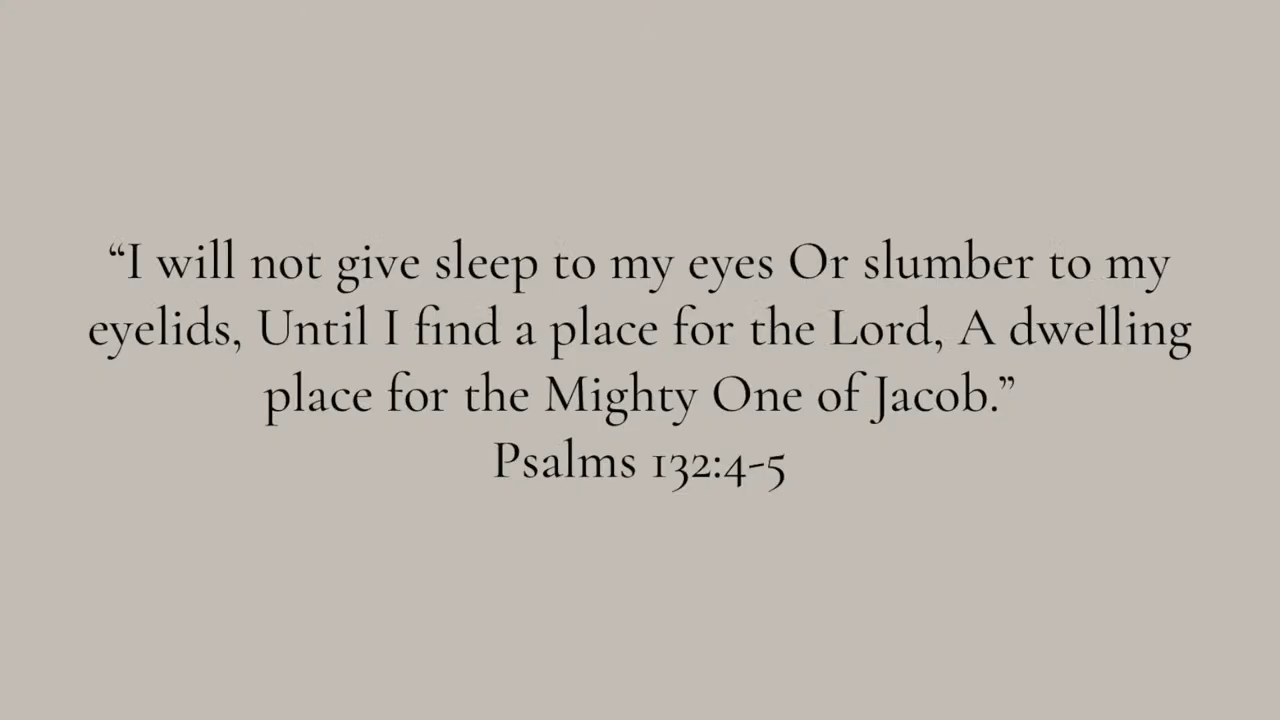 “I will not give sleep to my eyes Or slumber to my
eyelids, Until I find a place for the Lord, A dwelling
place for the Mighty One of Jacob.”
Psalms 132:4-5